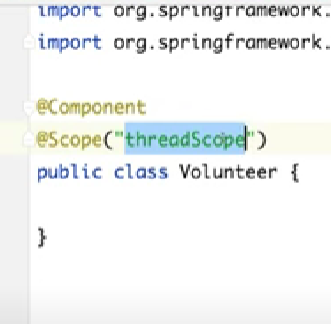 import org.springframework.
import org.springframework.
@Component
@Scope("threadScope")
public class Volunteer {
}